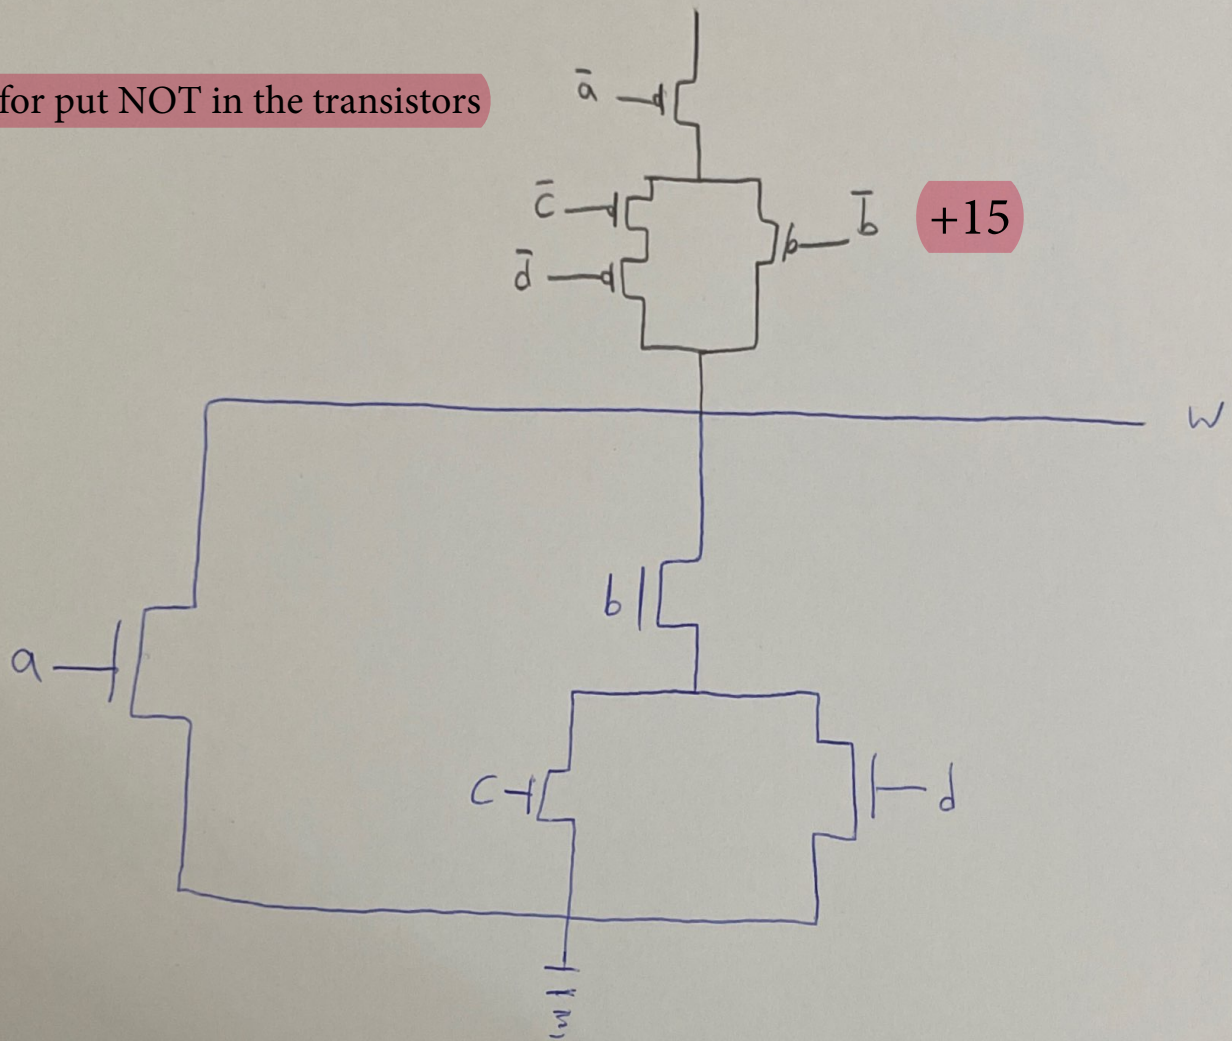 for put NOT in the transistors
a̅
c̅
b̅
+15
d̅
w
b
a
c
d